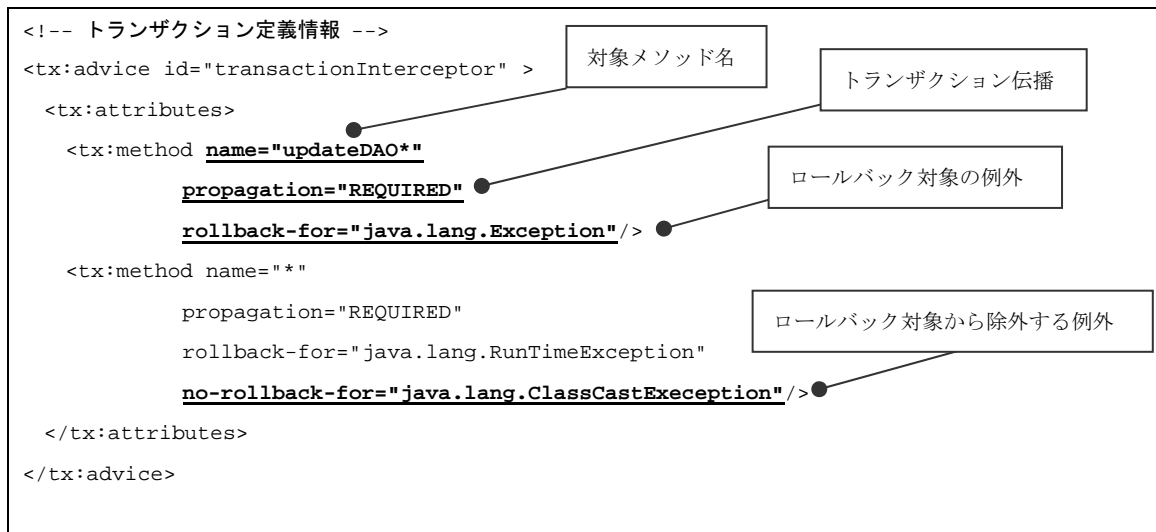 <!-- トランザクション定義情報 -->
対象メソッド名
<tx:advice id="transactionInterceptor" >
トランザクション伝播
<tx:attributes>
<tx:method name="updateDAO*"
propagation="REQUIRED"
ロールバック対象の例外
rollback-for="java.lang.Exception"/>
<tx:method name="*"
propagation="REQUIRED"
ロールバック対象から除外する例外
rollback-for="java.lang.RunTimeException"
no-rollback-for="java.lang.ClassCastExeception"/>
</tx:attributes>
</tx:advice>